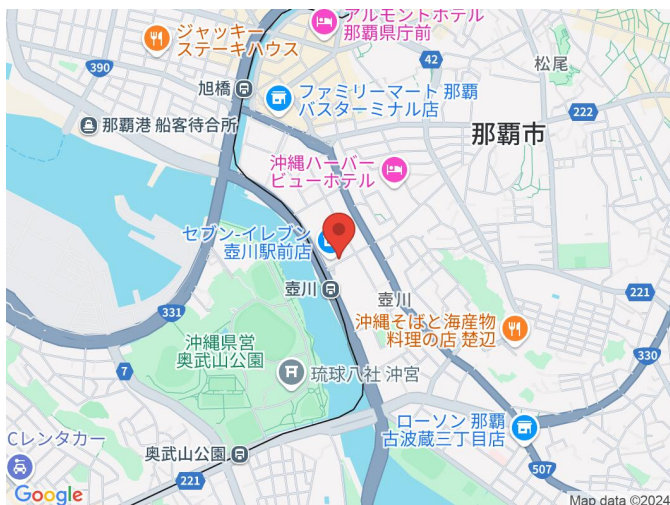 アルモントホテル
那覇県庁前
ジャッキー
ステーキハウス
390
42
松尾
旭橋
ファミリーマート 那覇
バスターミナル店
222
那覇港 船客待合所
那覇市
沖縄ハーバー
ビューホテル
セブン-イレブン
壺川駅前店
壺川
壺川
221
331
沖縄そばと海産物
料理の店 楚辺
沖縄県営
奥武山公園
330
7
琉球八社 沖宮
ローソン 那覇
古波蔵三丁目店
Cレンタカー
奥武山公園
507
221
Google
Map data ©2024